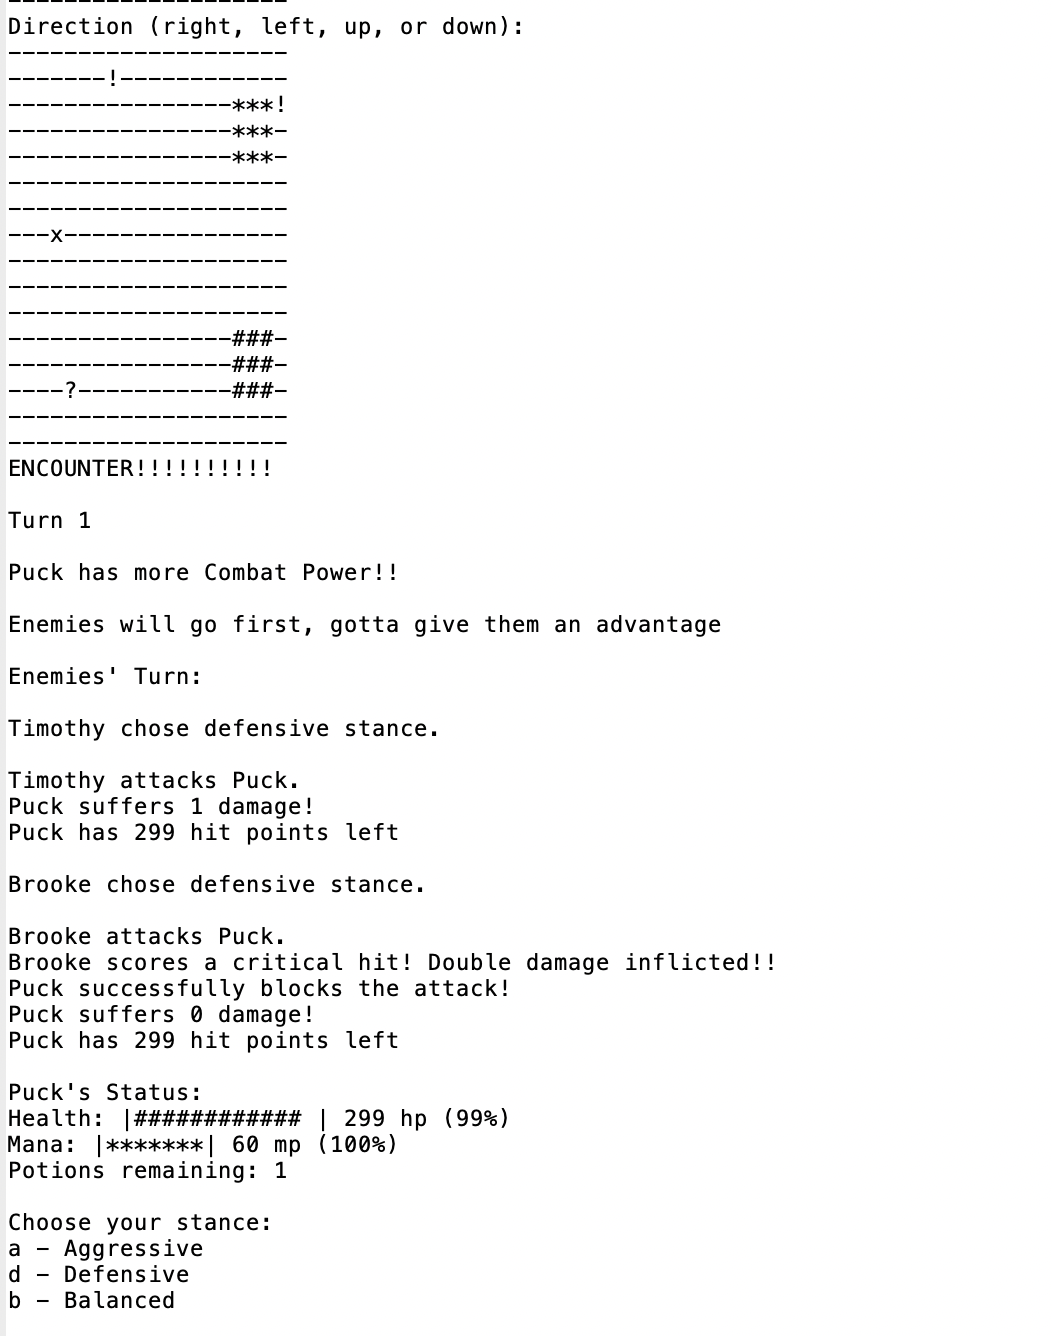 --------------------
Direction (right, left, up, or down):
--------------------
-------!------------
----------------***!
----------------***-
----------------***-
--------------------
--------------------
---x----------------
--------------------
--------------------
--------------------
----------------###-
----------------###-
----?-----------###-
--------------------
--------------------
ENCOUNTER!!!!!!!!!!
Turn 1
Puck has more Combat Power!!
Enemies will go first, gotta give them an advantage
Enemies' Turn:
Timothy chose defensive stance.
Timothy attacks Puck.
Puck suffers 1 damage!
Puck has 299 hit points left
Brooke chose defensive stance.
Brooke attacks Puck.
Brooke scores a critical hit! Double damage inflicted!!
Puck successfully blocks the attack!
Puck suffers 0 damage!
Puck has 299 hit points left
Puck's Status:
Health: |############ | 299 hp (99%)
Mana: |*******| 60 mp (100%)
Potions remaining: 1
Choose your stance:
a - Aggressive
d - Defensive
b - Balanced